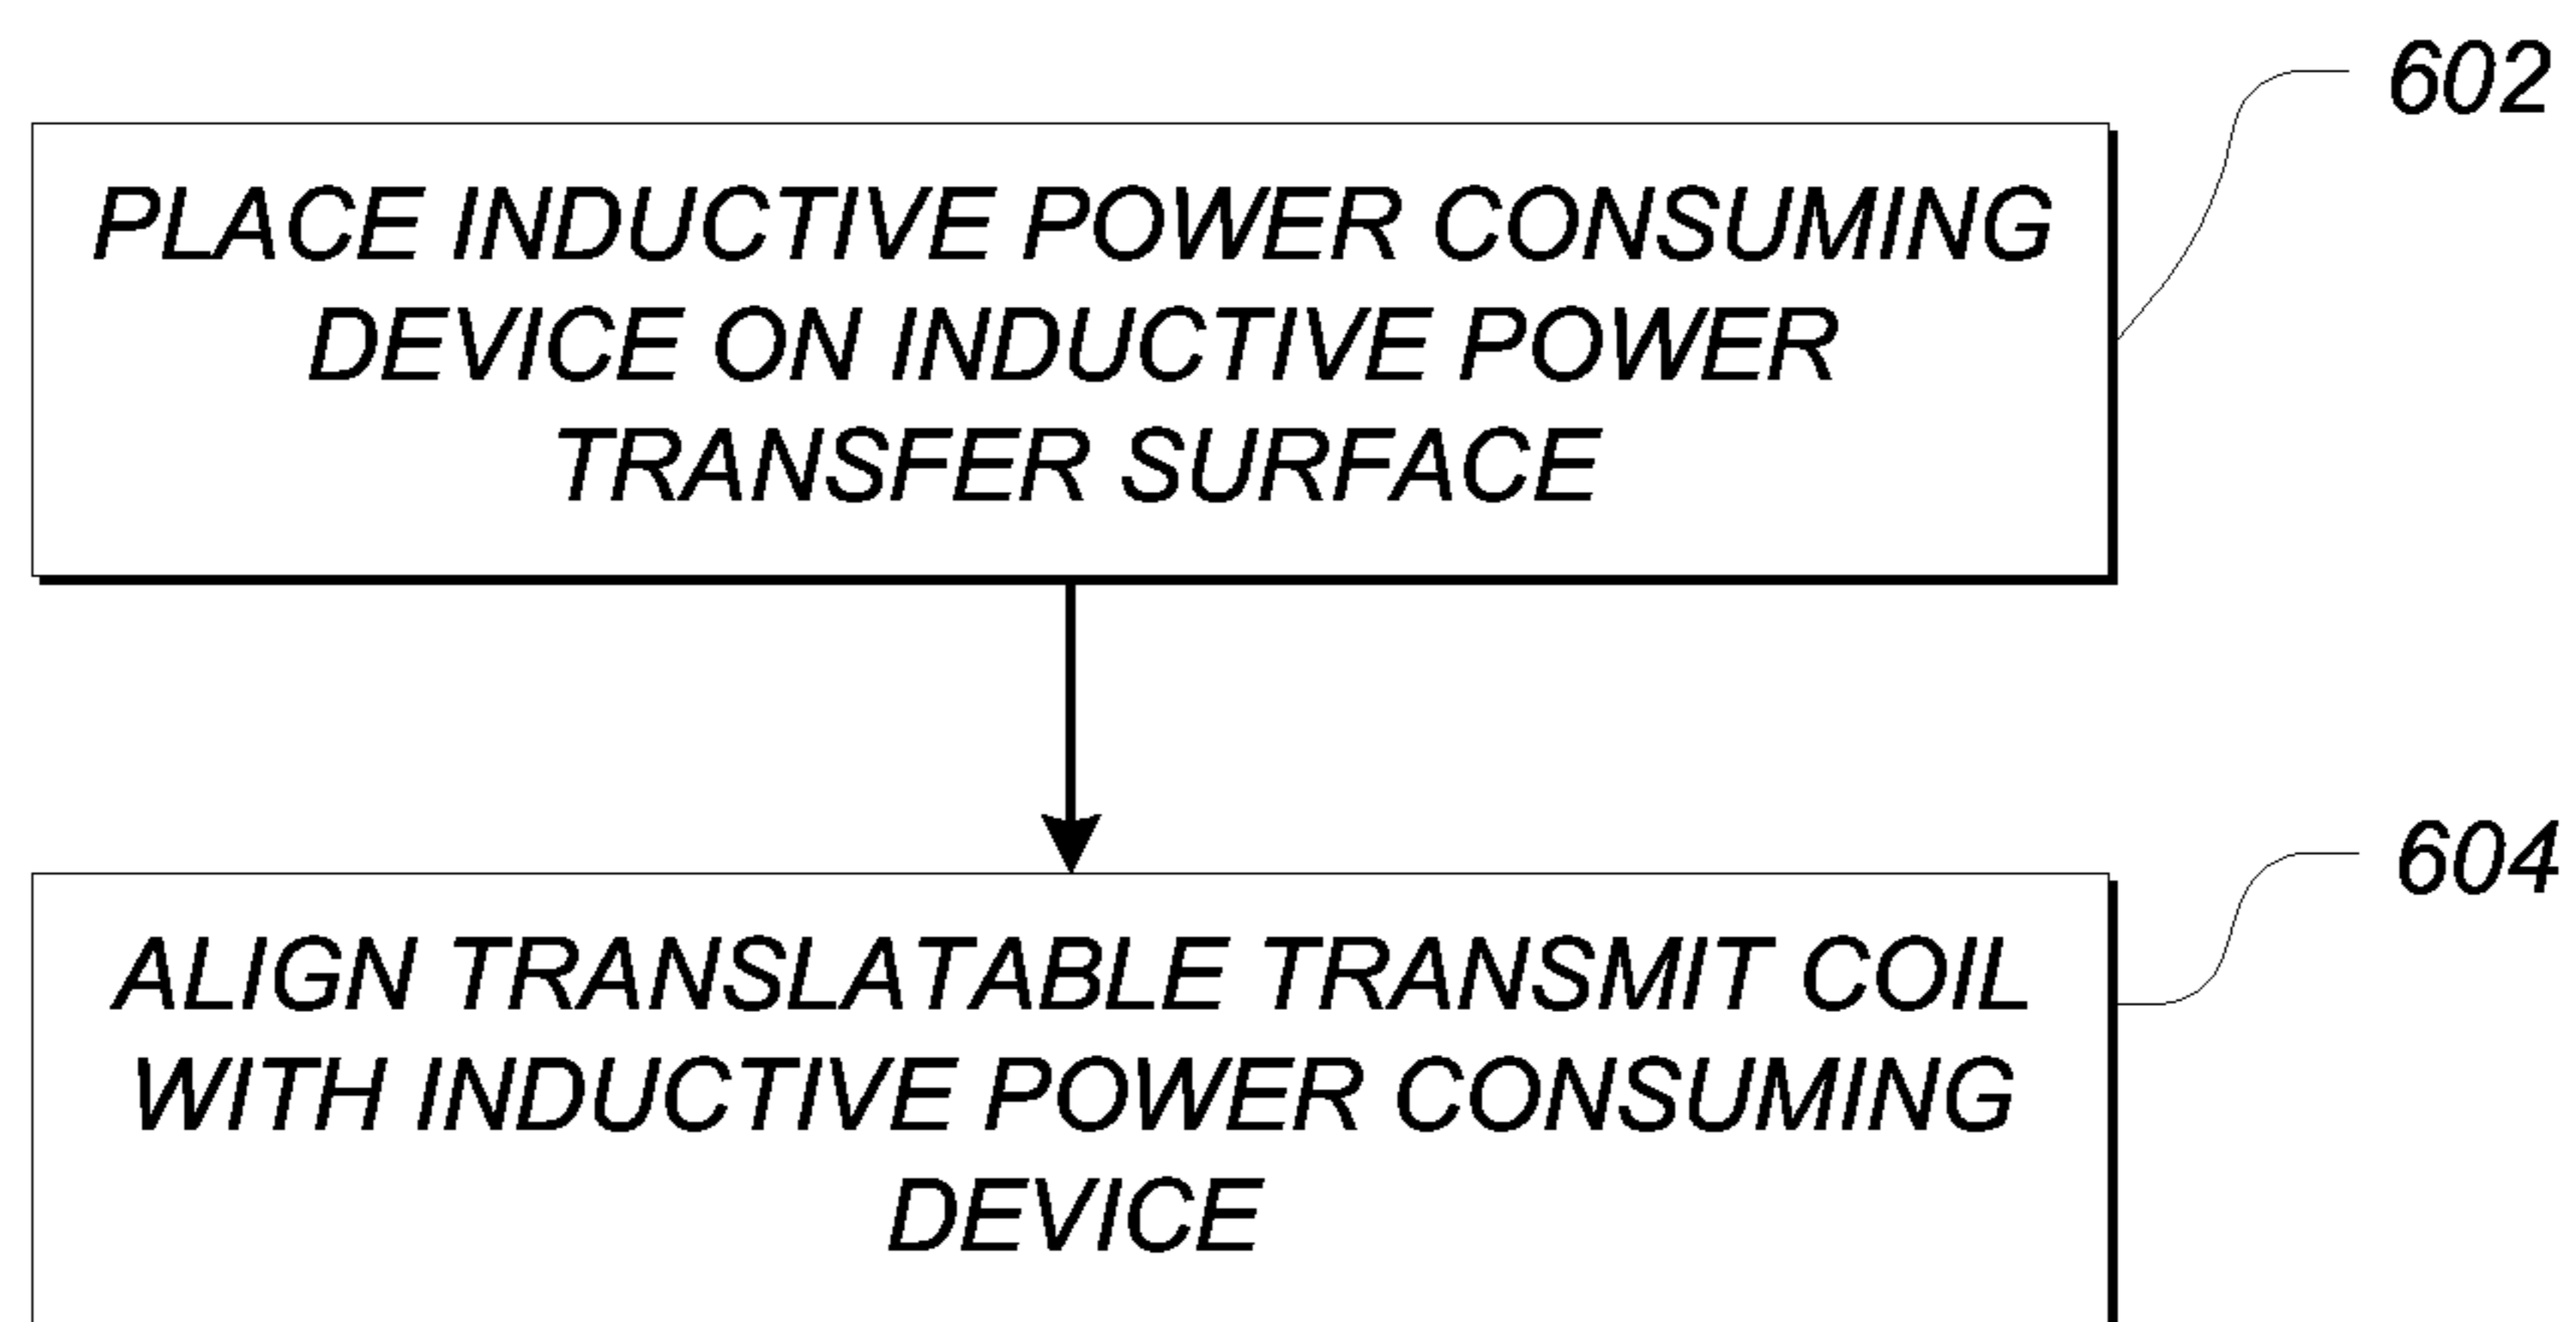 602
PLACE INDUCTIVE POWER CONSUMING
DEVICE ON INDUCTIVE POWER
TRANSFER SURFACE
604
ALIGN TRANSLATABLE TRANSMIT COIL
WITH INDUCTIVE POWER CONSUMING
DEVICE